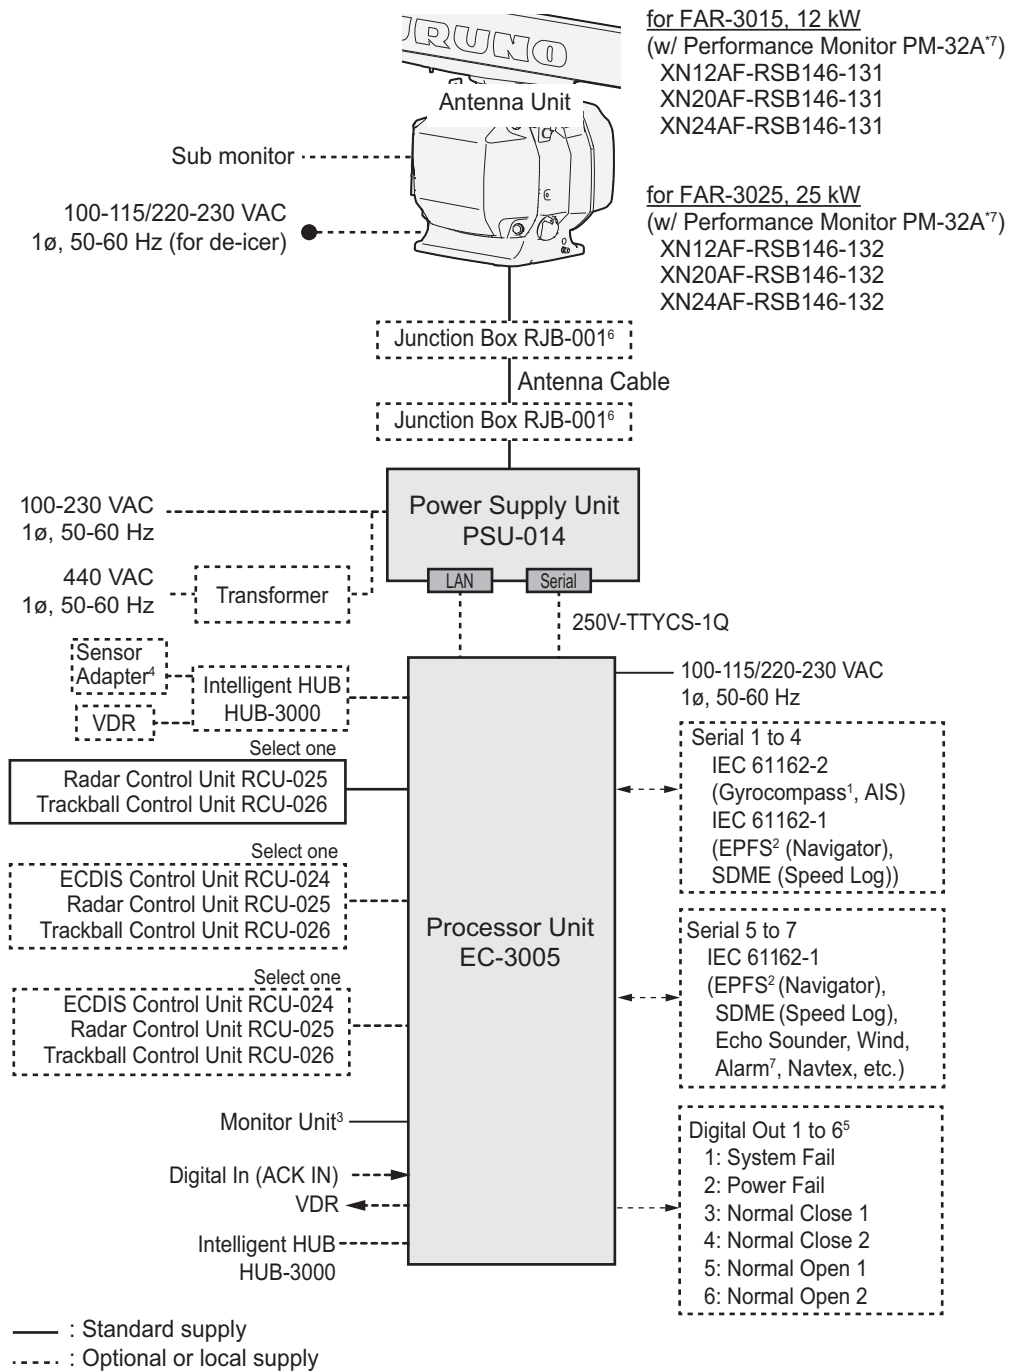 URUNO
Antenna Unit
for FAR-3015, 12 kW
(w/ Performance Monitor PM-32A*7)
XN12AF-RSB146-131
XN20AF-RSB146-131
XN24AF-RSB146-131
Sub monitor
100-115/220-230 VAC
1ø, 50-60 Hz (for de-icer)
for FAR-3025, 25 kW
(w/ Performance Monitor PM-32A*7)
XN12AF-RSB146-132
XN20AF-RSB146-132
XN24AF-RSB146-132
Junction Box RJB-001⁶
Antenna Cable
Junction Box RJB-001⁶
Power Supply Unit
PSU-014
100-230 VAC
1ø, 50-60 Hz
440 VAC
1ø, 50-60 Hz
Transformer
LAN
Serial
250V-TTYCS-1Q
Sensor
Adapter⁴
VDR
Intelligent HUB
HUB-3000
100-115/220-230 VAC
1ø, 50-60 Hz
Select one
Radar Control Unit RCU-025
Trackball Control Unit RCU-026
Serial 1 to 4
IEC 61162-2
(Gyrocompass¹, AIS)
IEC 61162-1
(EPFS² (Navigator),
SDME (Speed Log))
Select one
ECDIS Control Unit RCU-024
Radar Control Unit RCU-025
Trackball Control Unit RCU-026
Processor Unit
EC-3005
Serial 5 to 7
IEC 61162-1
(EPFS² (Navigator),
SDME (Speed Log),
Echo Sounder, Wind,
Alarm⁷, Navtex, etc.)
Select one
ECDIS Control Unit RCU-024
Radar Control Unit RCU-025
Trackball Control Unit RCU-026
Monitor Unit³
Digital In (ACK IN)
VDR
Intelligent HUB
HUB-3000
Digital Out 1 to 6⁵
1: System Fail
2: Power Fail
3: Normal Close 1
4: Normal Close 2
5: Normal Open 1
6: Normal Open 2
: Standard supply
: Optional or local supply